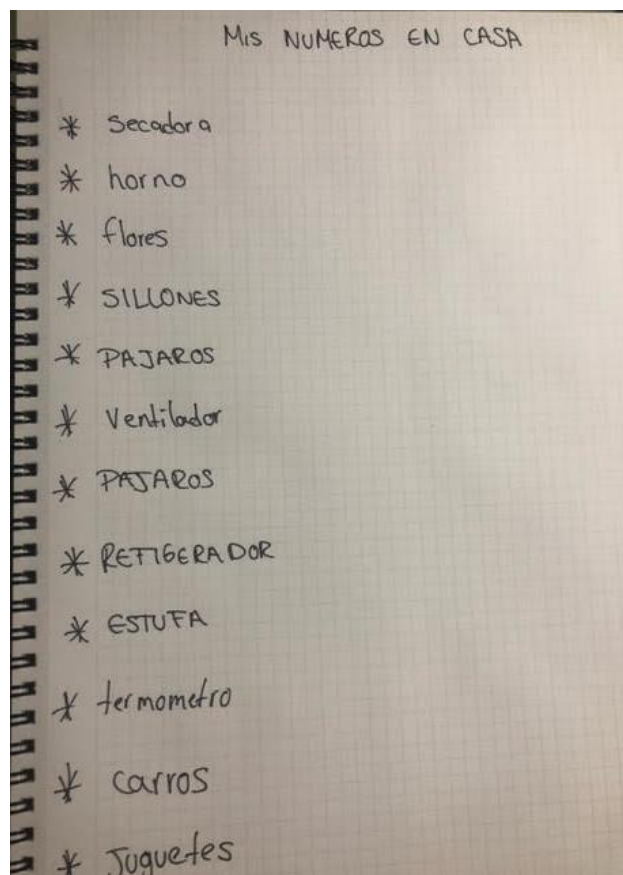 Mis NUMEROS EN CASA
* Secadora
* horno
* flores
* SILLONES
* PAJAROS
* Ventilador
* PAJAROS
* REFIGERADOR
* ESTUFA
* termometro
* carros
* Juguetes